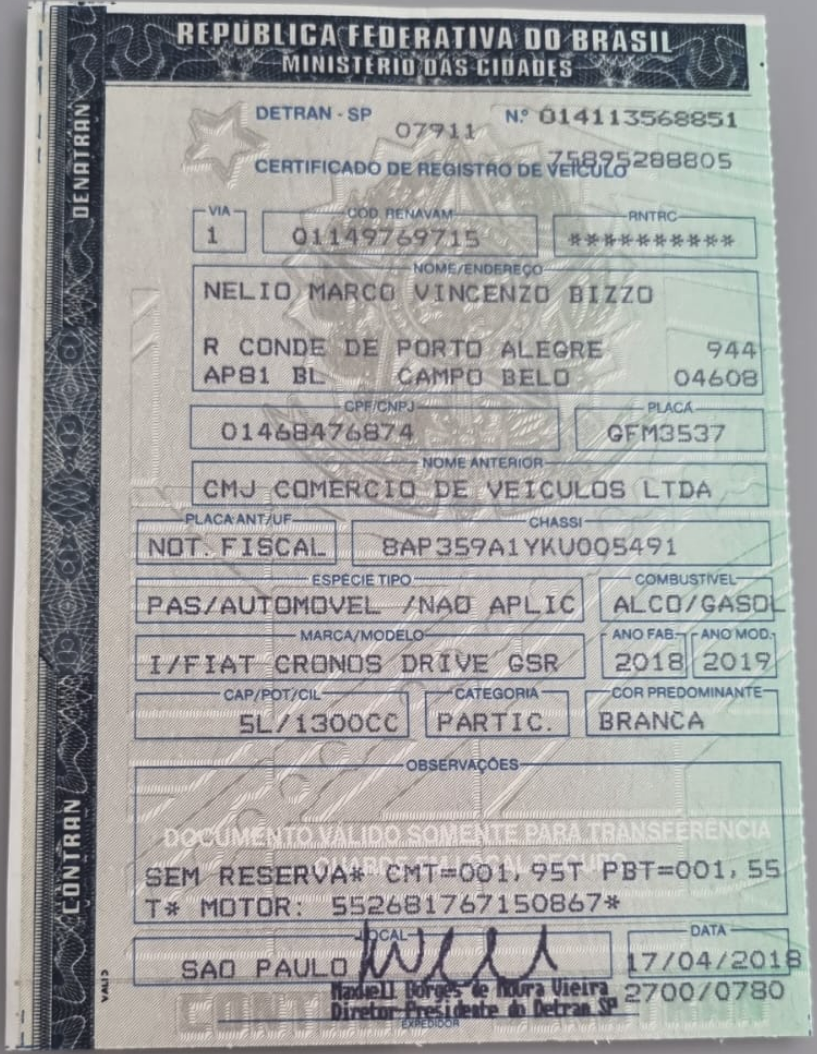 REPÚBLICA FEDERATIVA DO BRASIL
MINISTÉRIO DAS CIDADES
DENATRAN
CONTRAN
DETRAN - SP
07911
N.º 014113568851
75895288805
CERTIFICADO DE REGISTRO DE VEÍCULO
VIA
1
CÓD. RENAVAM
01149769715
RNTRC
**********
NOME/ENDEREÇO
NELIO MARCO VINCENZO BIZZO
R CONDE DE PORTO ALEGRE 944
AP81 BL CAMPO BELO 04608
CPF/CNPJ
01468476874
PLACA
GFM3537
NOME ANTERIOR
CMJ COMERCIO DE VEICULOS LTDA
PLACA ANT/UF
NOT.FISCAL
CHASSI
8AP359A1YKU005491
ESPÉCIE TIPO
PAS/AUTOMOVEL /NAO APLIC
COMBUSTÍVEL
ALCO/GASOL
MARCA/MODELO
I/FIAT CRONOS DRIVE GSR
ANO FAB.
2018
ANO MOD.
2019
CAP/POT/CIL
5L/1300CC
CATEGORIA
PARTIC.
COR PREDOMINANTE
BRANCA
OBSERVAÇÕES
DOCUMENTO VÁLIDO SOMENTE PARA TRANSFERÊNCIA
GUARDE EM LOCAL SEGURO
SEM RESERVA* CMT=001,95T PBT=001,55
T* MOTOR: 552681767150867*
LOCAL
SAO PAULO
DATA
17/04/2018
Maxwell Borges de Moura Vieira
2700/0780
Diretor-Presidente do Detran SP
EXPEDIDOR